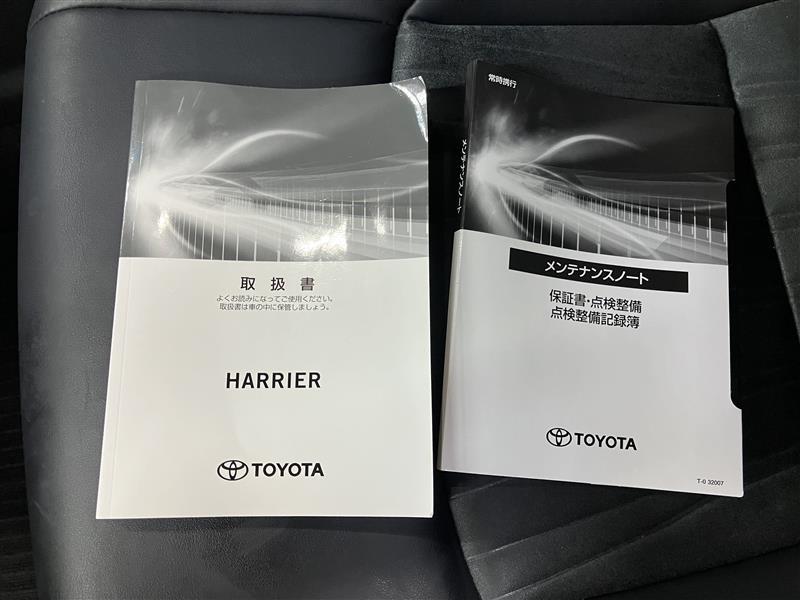 取扱書
よくお読みになってご使用ください。
取扱書は車の中に保管しましょう。
HARRIER
TOYOTA
常時携行
メンテナンスノート
メンテナンスノート
保証書・点検整備
点検整備記録簿
TOYOTA
T-0 32007